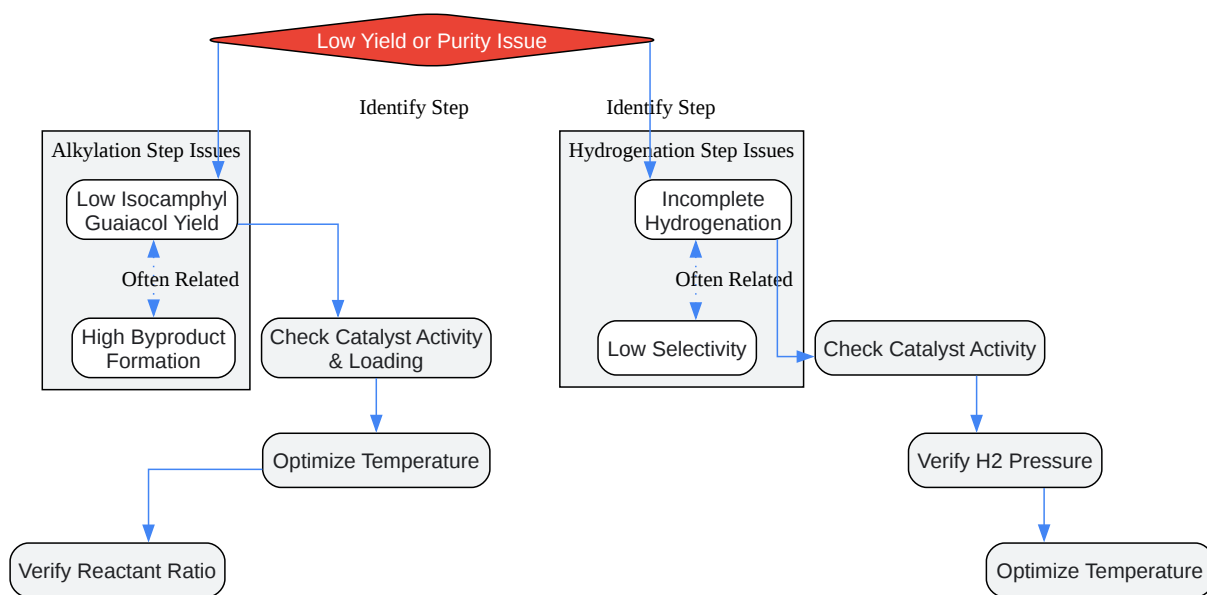 Low Yield or Purity Issue
Identify Step
Identify Step
Alkylation Step Issues
Low Isocamphyl
Guaiacol Yield
Often Related
High Byproduct
Formation
Check Catalyst Activity
& Loading
Optimize Temperature
Verify Reactant Ratio
Hydrogenation Step Issues
Incomplete
Hydrogenation
Often Related
Low Selectivity
Check Catalyst Activity
Verify H2 Pressure
Optimize Temperature